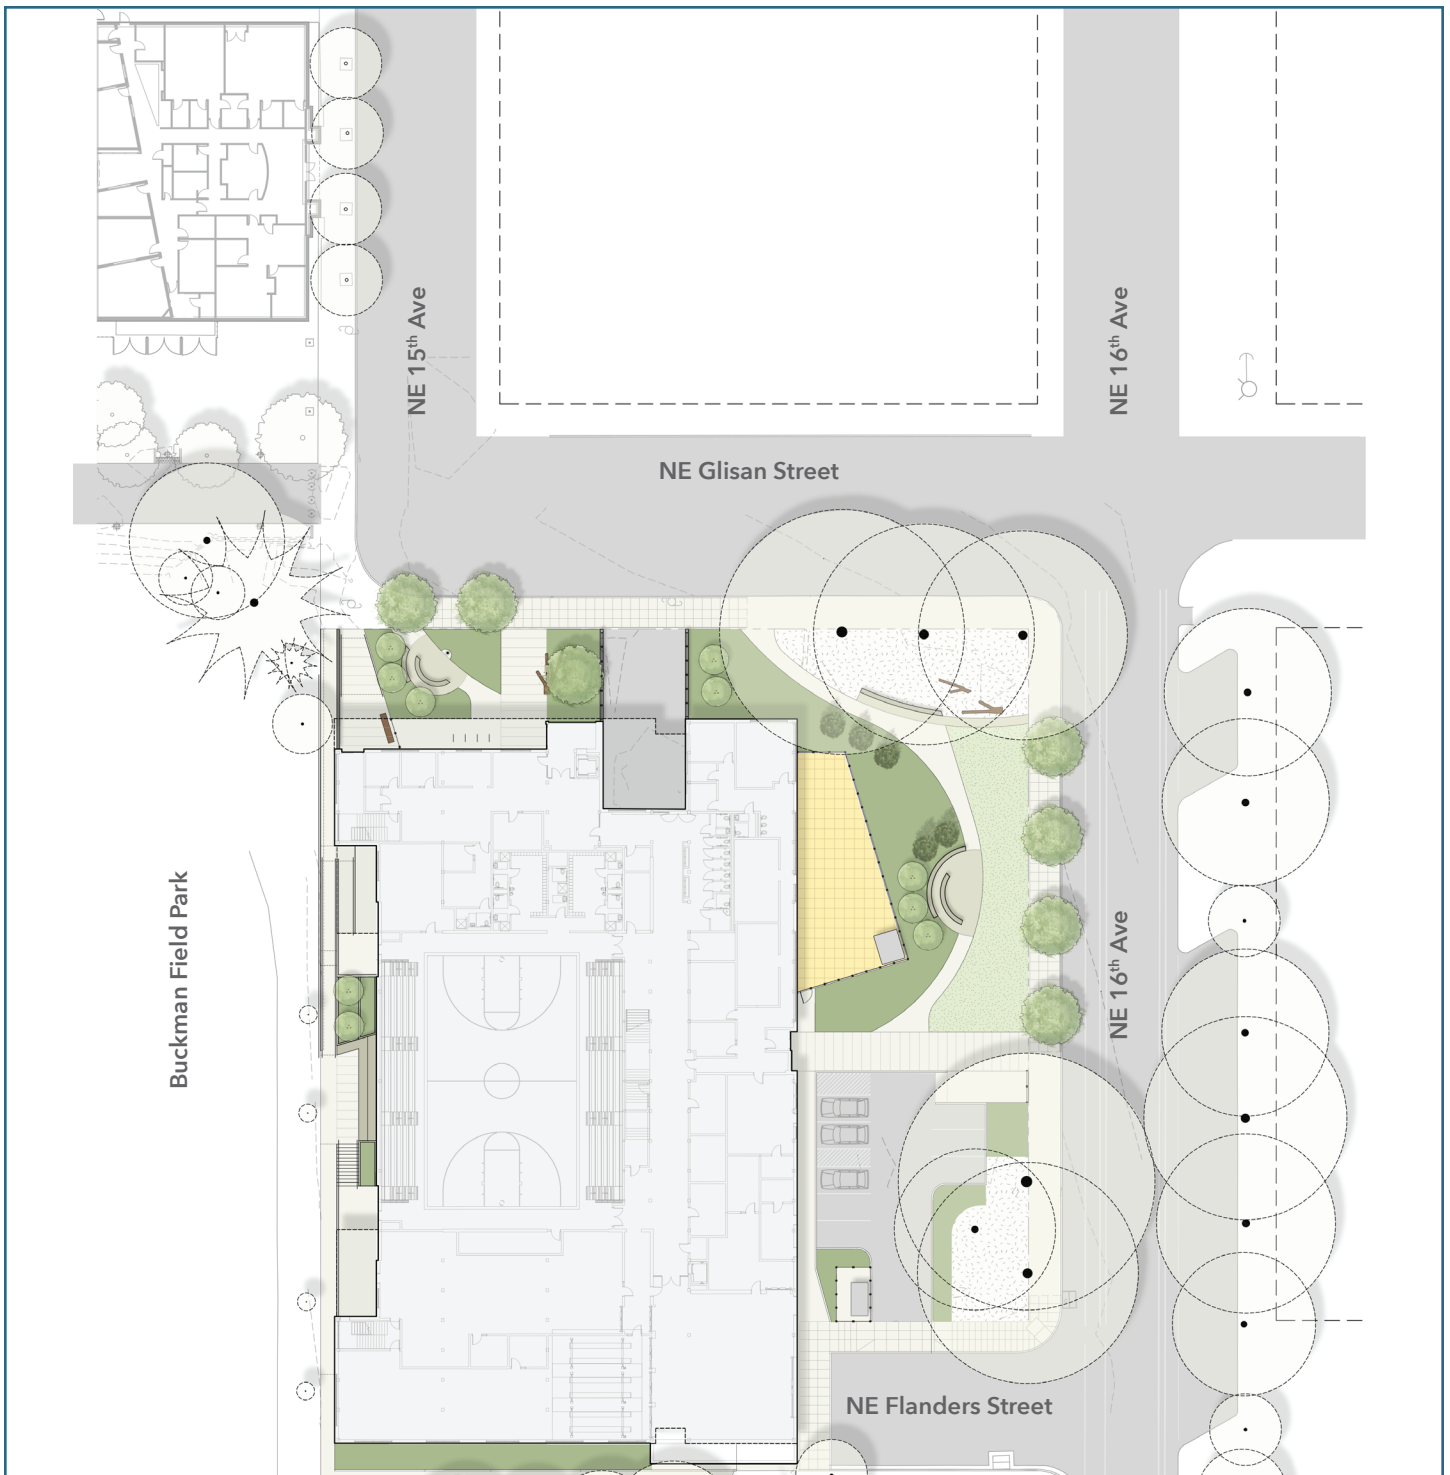 NE 15th Ave
NE 16th Ave
NE Glisan Street
Buckman Field Park
NE 16th Ave
NE Flanders Street